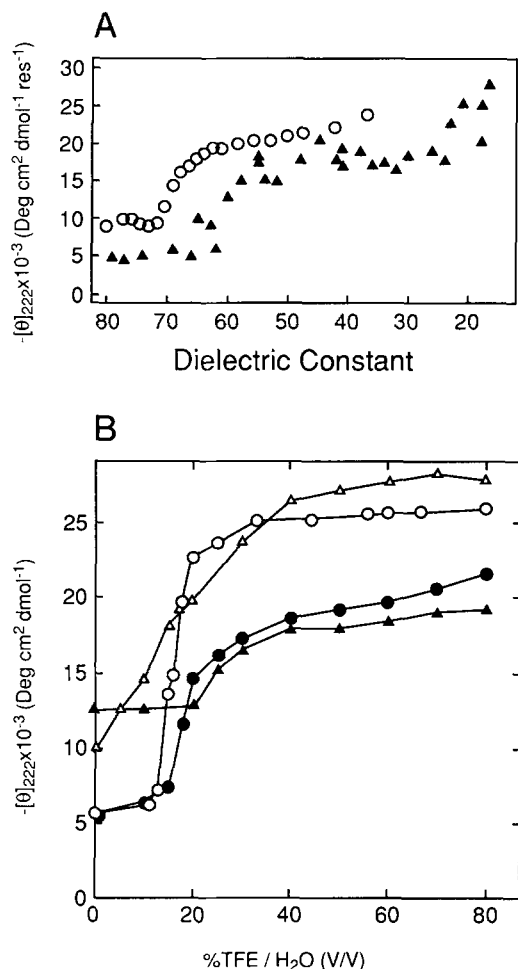 A
-[θ]₂₂₂x10⁻³ (Deg cm² dmol⁻¹ res⁻¹)
30
25
20
15
10
5
0
80 70 60 50 40 30 20
Dielectric Constant
B
-[θ]₂₂₂x10⁻³ (Deg cm² dmol⁻¹)
25
20
15
10
5
0
0 20 40 60 80
%TFE / H₂O (V/V)